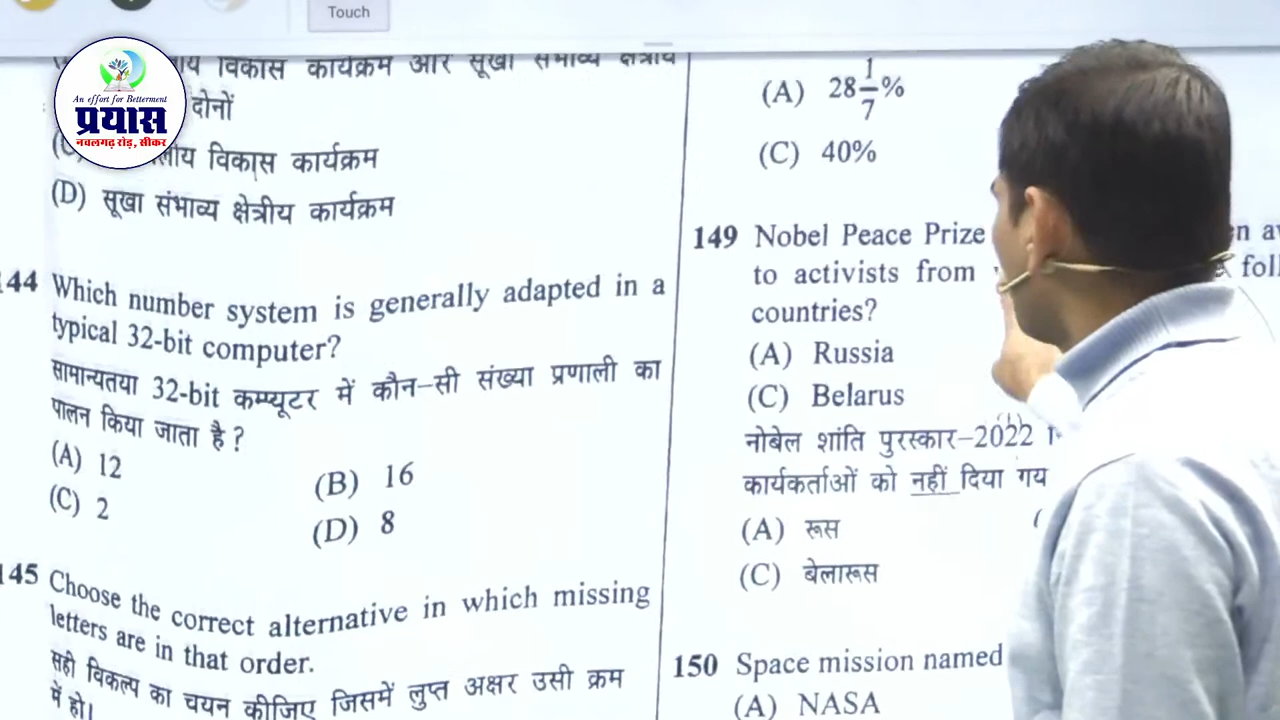 Touch
An effort for Betterment
प्रयास
नवलगढ़ रोड़, सीकर
विकास कार्यक्रम और सूखा संभाव्य क्षेत्रीय
दोनों
विकास कार्यक्रम
(D) सूखा संभाव्य क्षेत्रीय कार्यक्रम
144 Which number system is generally adapted in a
typical 32-bit computer?
सामान्यतया 32-bit कम्प्यूटर में कौन-सी संख्या प्रणाली का
पालन किया जाता है ?
(A) 12
(B) 16
(C) 2
(D) 8
145 Choose the correct alternative in which missing
letters are in that order.
सही विकल्प का चयन कीजिए जिसमें लुप्त अक्षर उसी क्रम
में हो।
(A) 28 1/7 %
(C) 40%
149 Nobel Peace Prize
to activists from
countries?
(A) Russia
(C) Belarus
नोबेल शांति पुरस्कार-2022
कार्यकर्ताओं को नहीं दिया गय
(A) रूस
(C) बेलारूस
150 Space mission named
(A) NASA